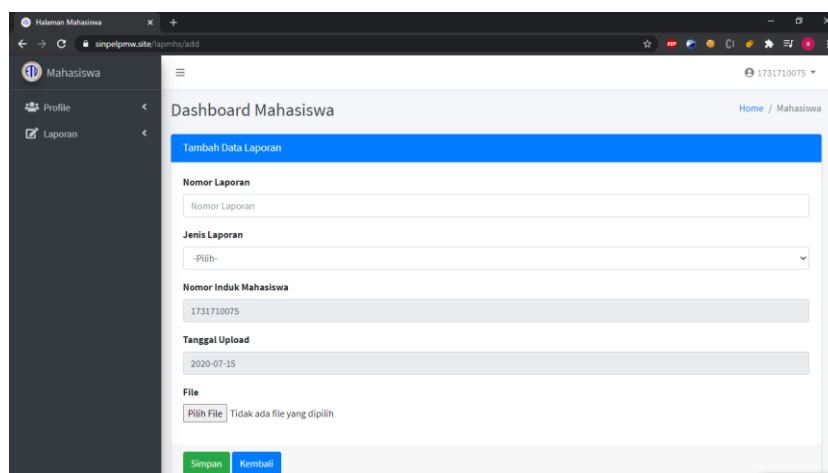 Halaman Mahasiswa
sinpelpmw.site/lapmhs/add
ABP
Mahasiswa
1731710075
Profile
Dashboard Mahasiswa
Home / Mahasiswa
Laporan
Tambah Data Laporan
Nomor Laporan
Nomor Laporan
Jenis Laporan
-Pilih-
Nomor Induk Mahasiswa
1731710075
Tanggal Upload
2020-07-15
File
Pilih File Tidak ada file yang dipilih
Simpan Kembali